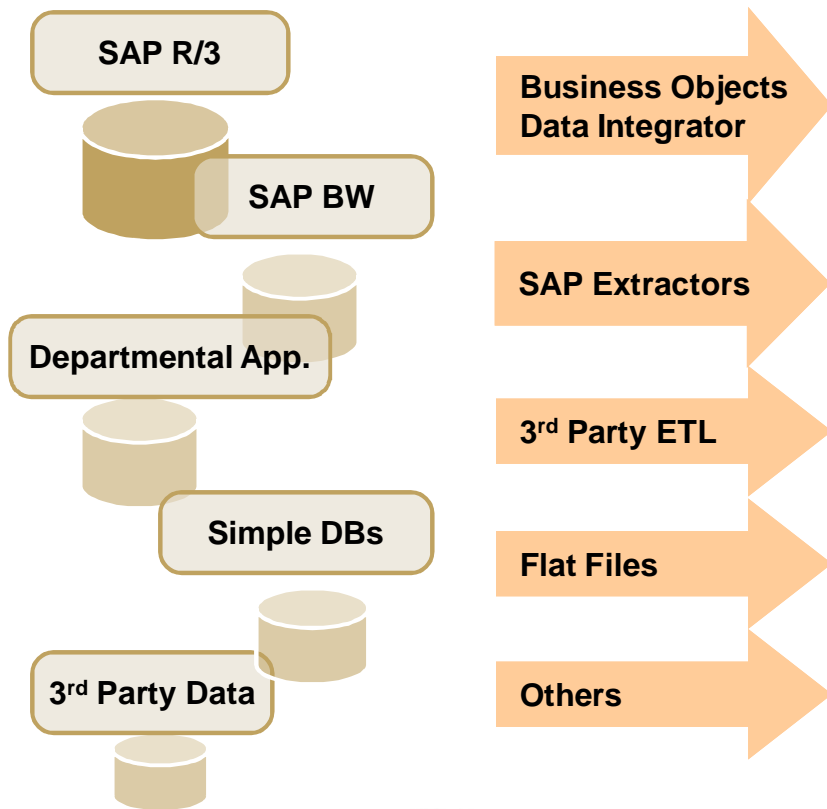 SAP R/3
SAP BW
Departmental App.
Simple DBs
3rd Party Data
Business Objects
Data Integrator
SAP Extractors
3rd Party ETL
Flat Files
Others